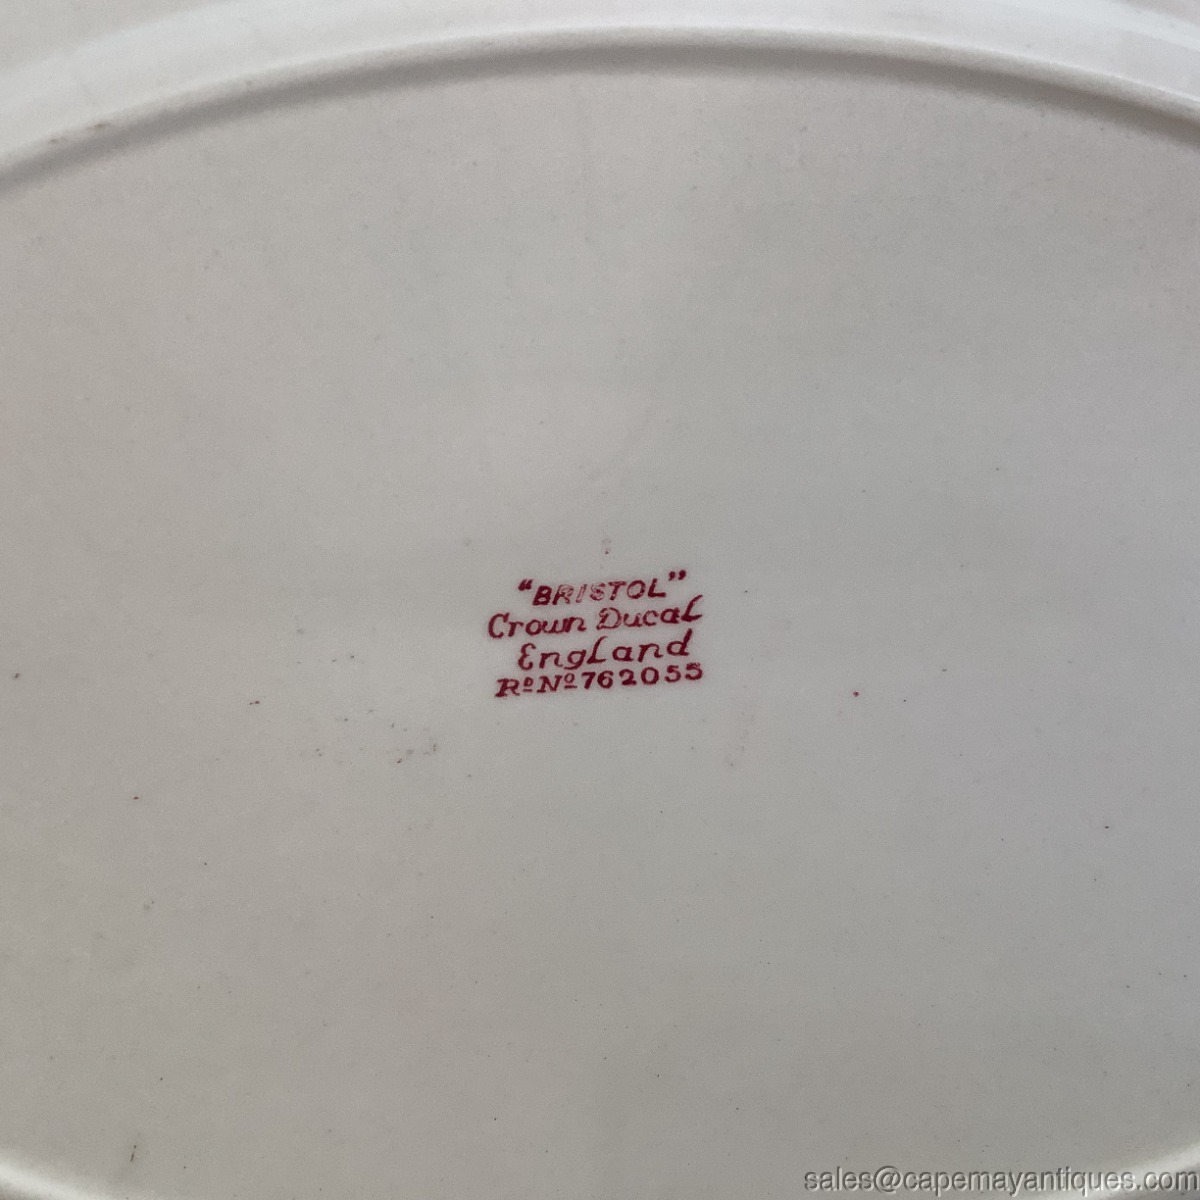 “BRISTOL”
Crown Ducal
England
Rᵈ Nº 762055
sales@capemayantiques.com